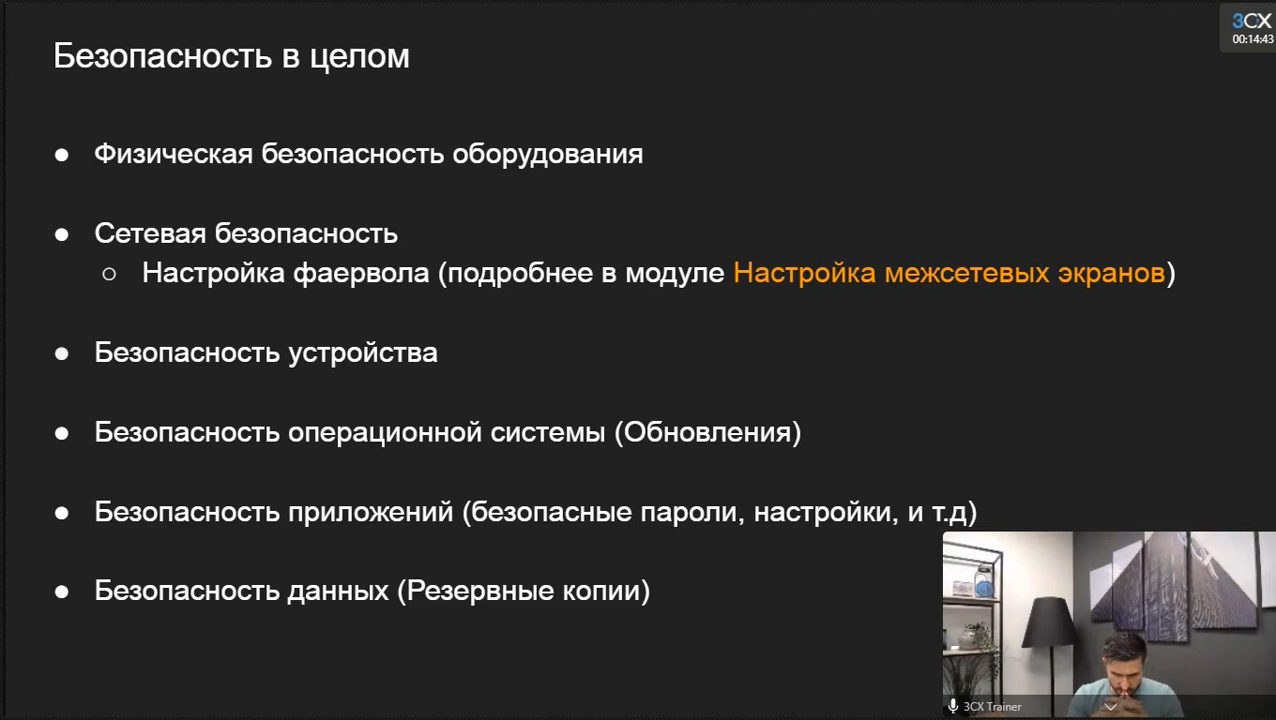 3CX
00:14:43
Безопасность в целом
● Физическая безопасность оборудования
● Сетевая безопасность
○ Настройка фаервола (подробнее в модуле Настройка межсетевых экранов)
● Безопасность устройства
● Безопасность операционной системы (Обновления)
● Безопасность приложений (безопасные пароли, настройки, и т.д)
● Безопасность данных (Резервные копии)
3CX Trainer